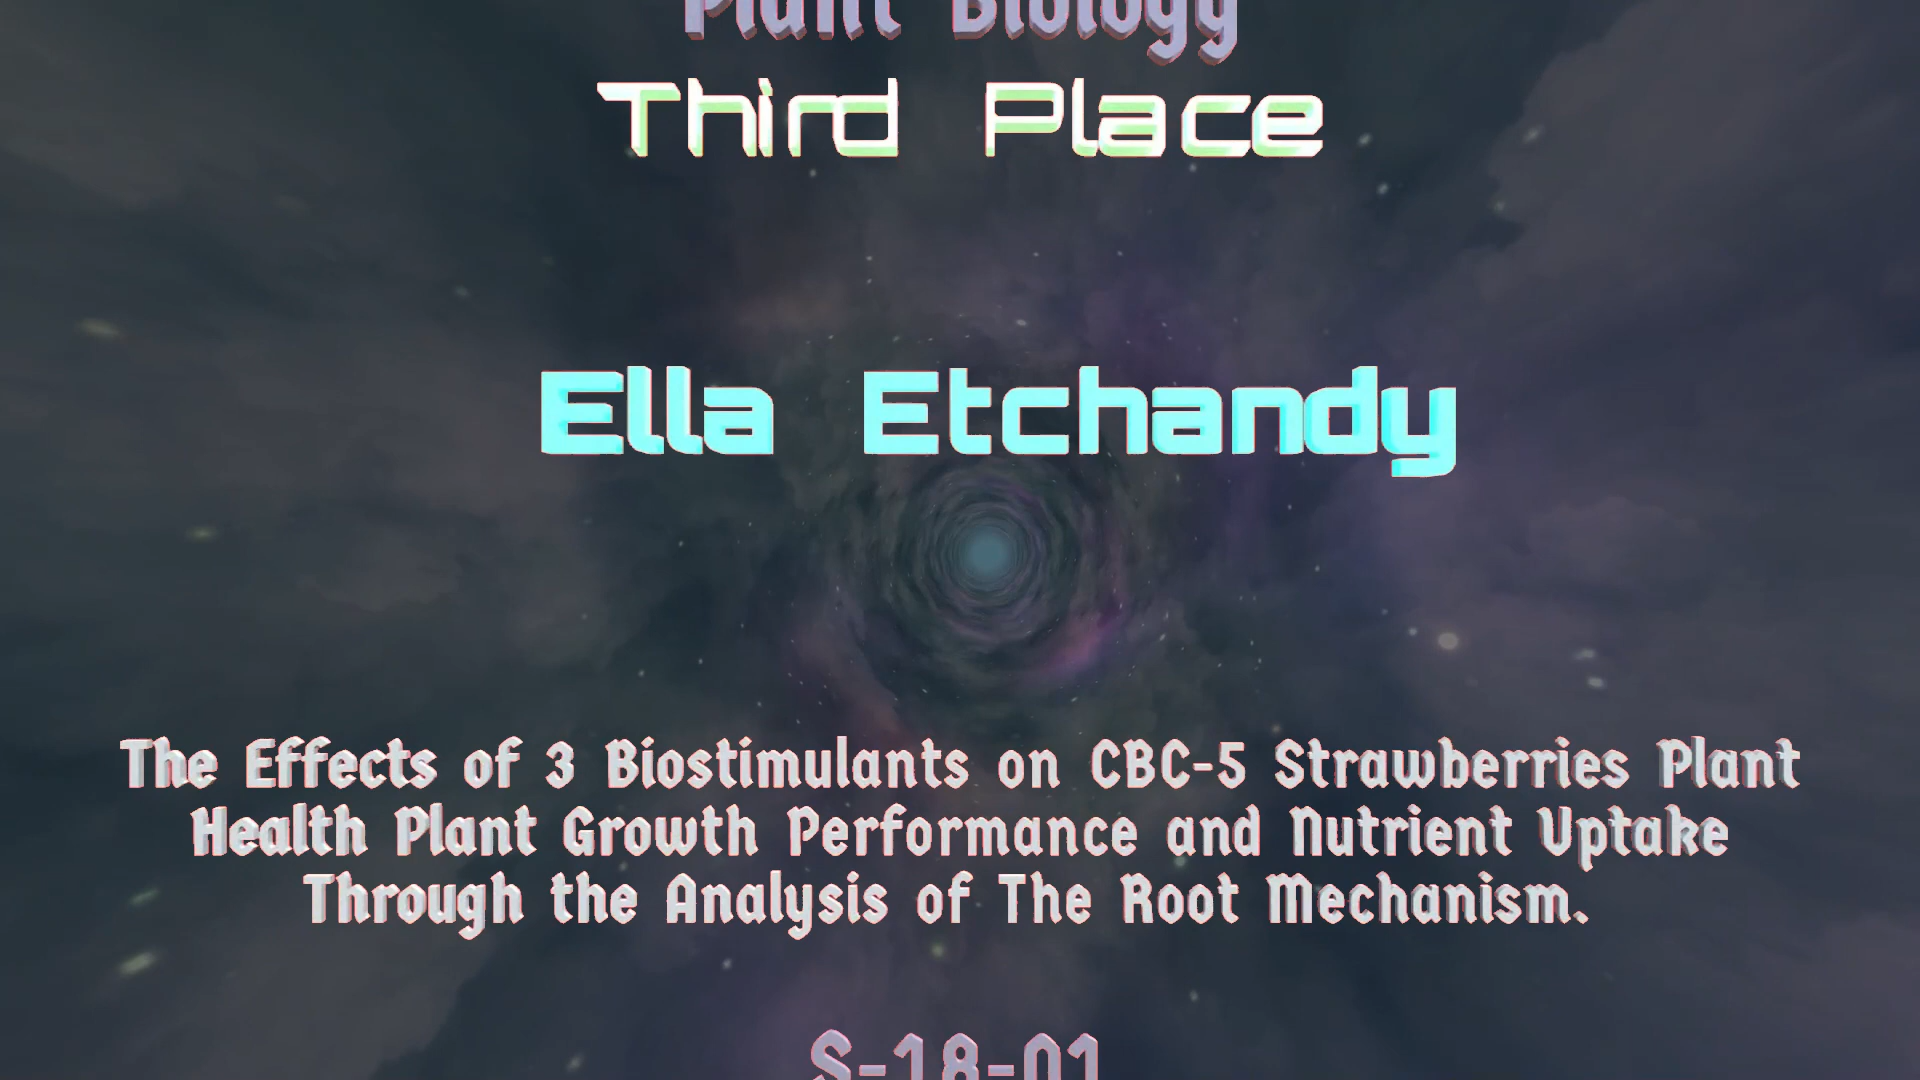 Plant Biology
Third Place
Ella Etchandy
The Effects of 3 Biostimulants on CBC-5 Strawberries Plant
Health Plant Growth Performance and Nutrient Uptake
Through the Analysis of The Root Mechanism.
S-18-01